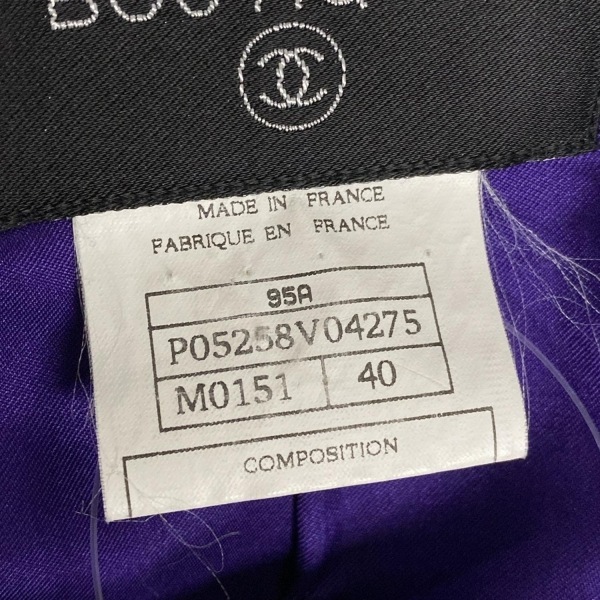 MADE IN FRANCE
FABRIQUE EN FRANCE
95A
P05258V04275
M0151 40
COMPOSITION